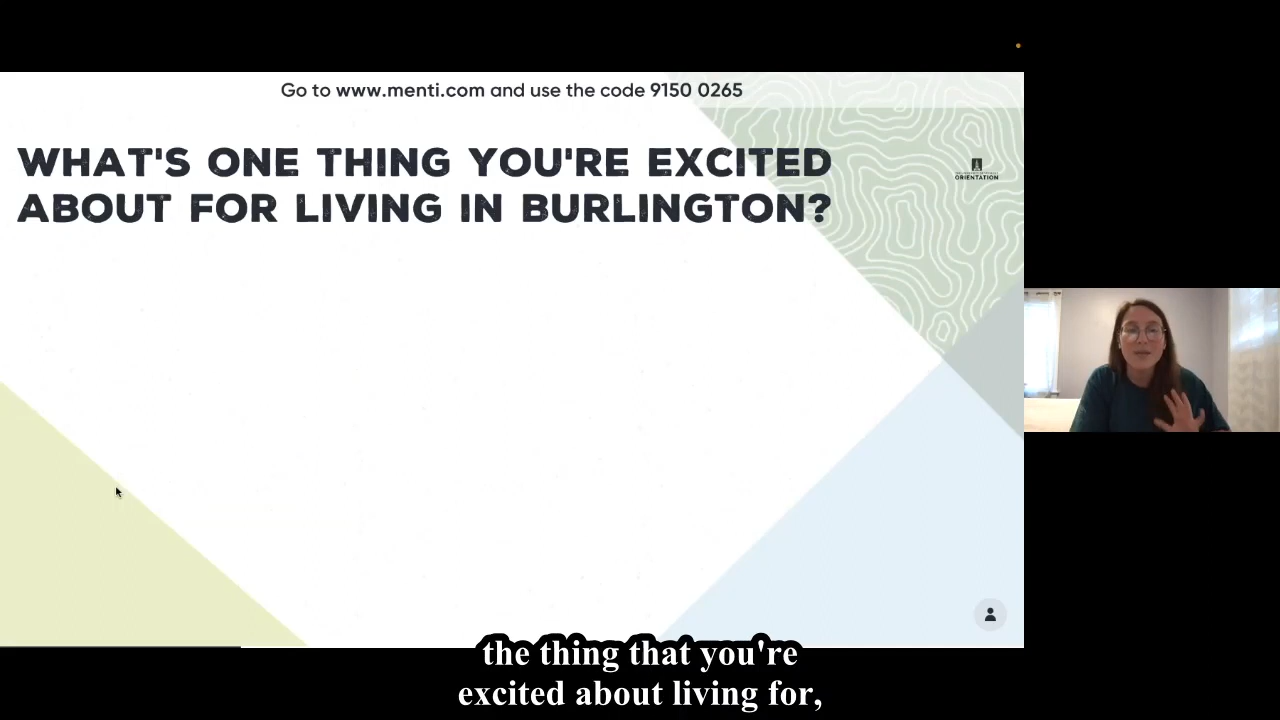 Go to www.menti.com and use the code 9150 0265
WHAT'S ONE THING YOU'RE EXCITED
ABOUT FOR LIVING IN BURLINGTON?
ORIENTATION
the thing that you're
excited about living for,